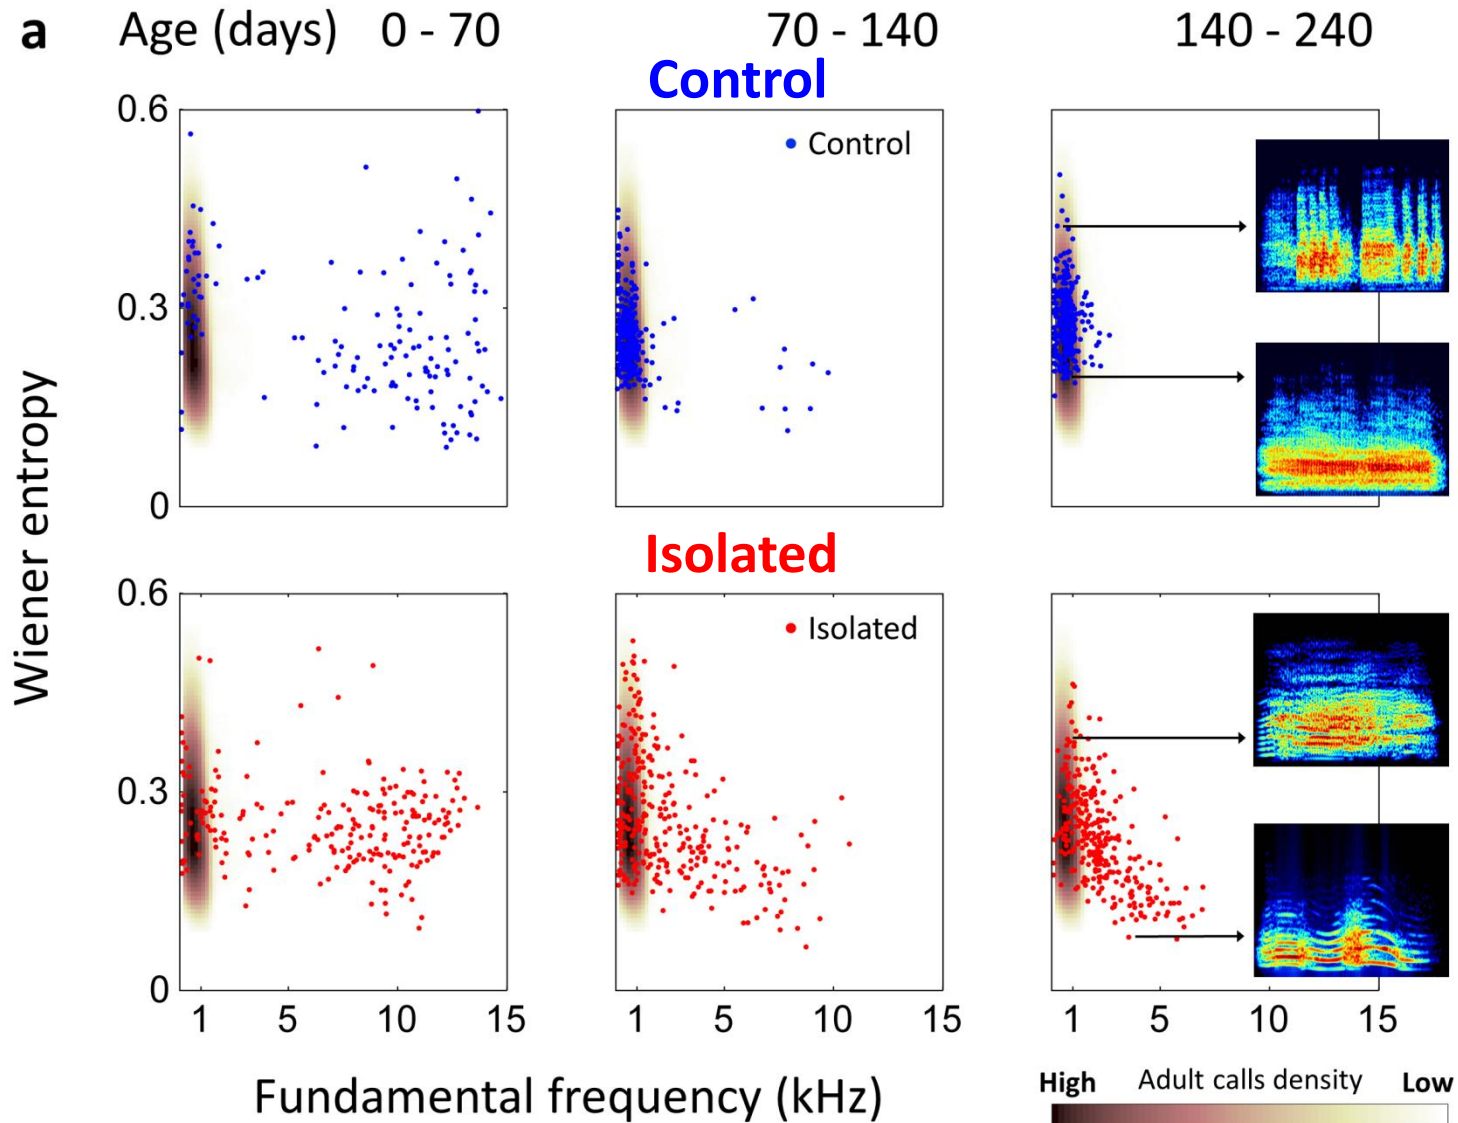 a Age (days) 0 - 70 70 - 140 140 - 240
Control
0.6
Control
0.3
0
Wiener entropy
Isolated
0.6
Isolated
0.3
0
1 5 10 15 1 5 10 15 1 5 10 15
Fundamental frequency (kHz)
High Adult calls density Low